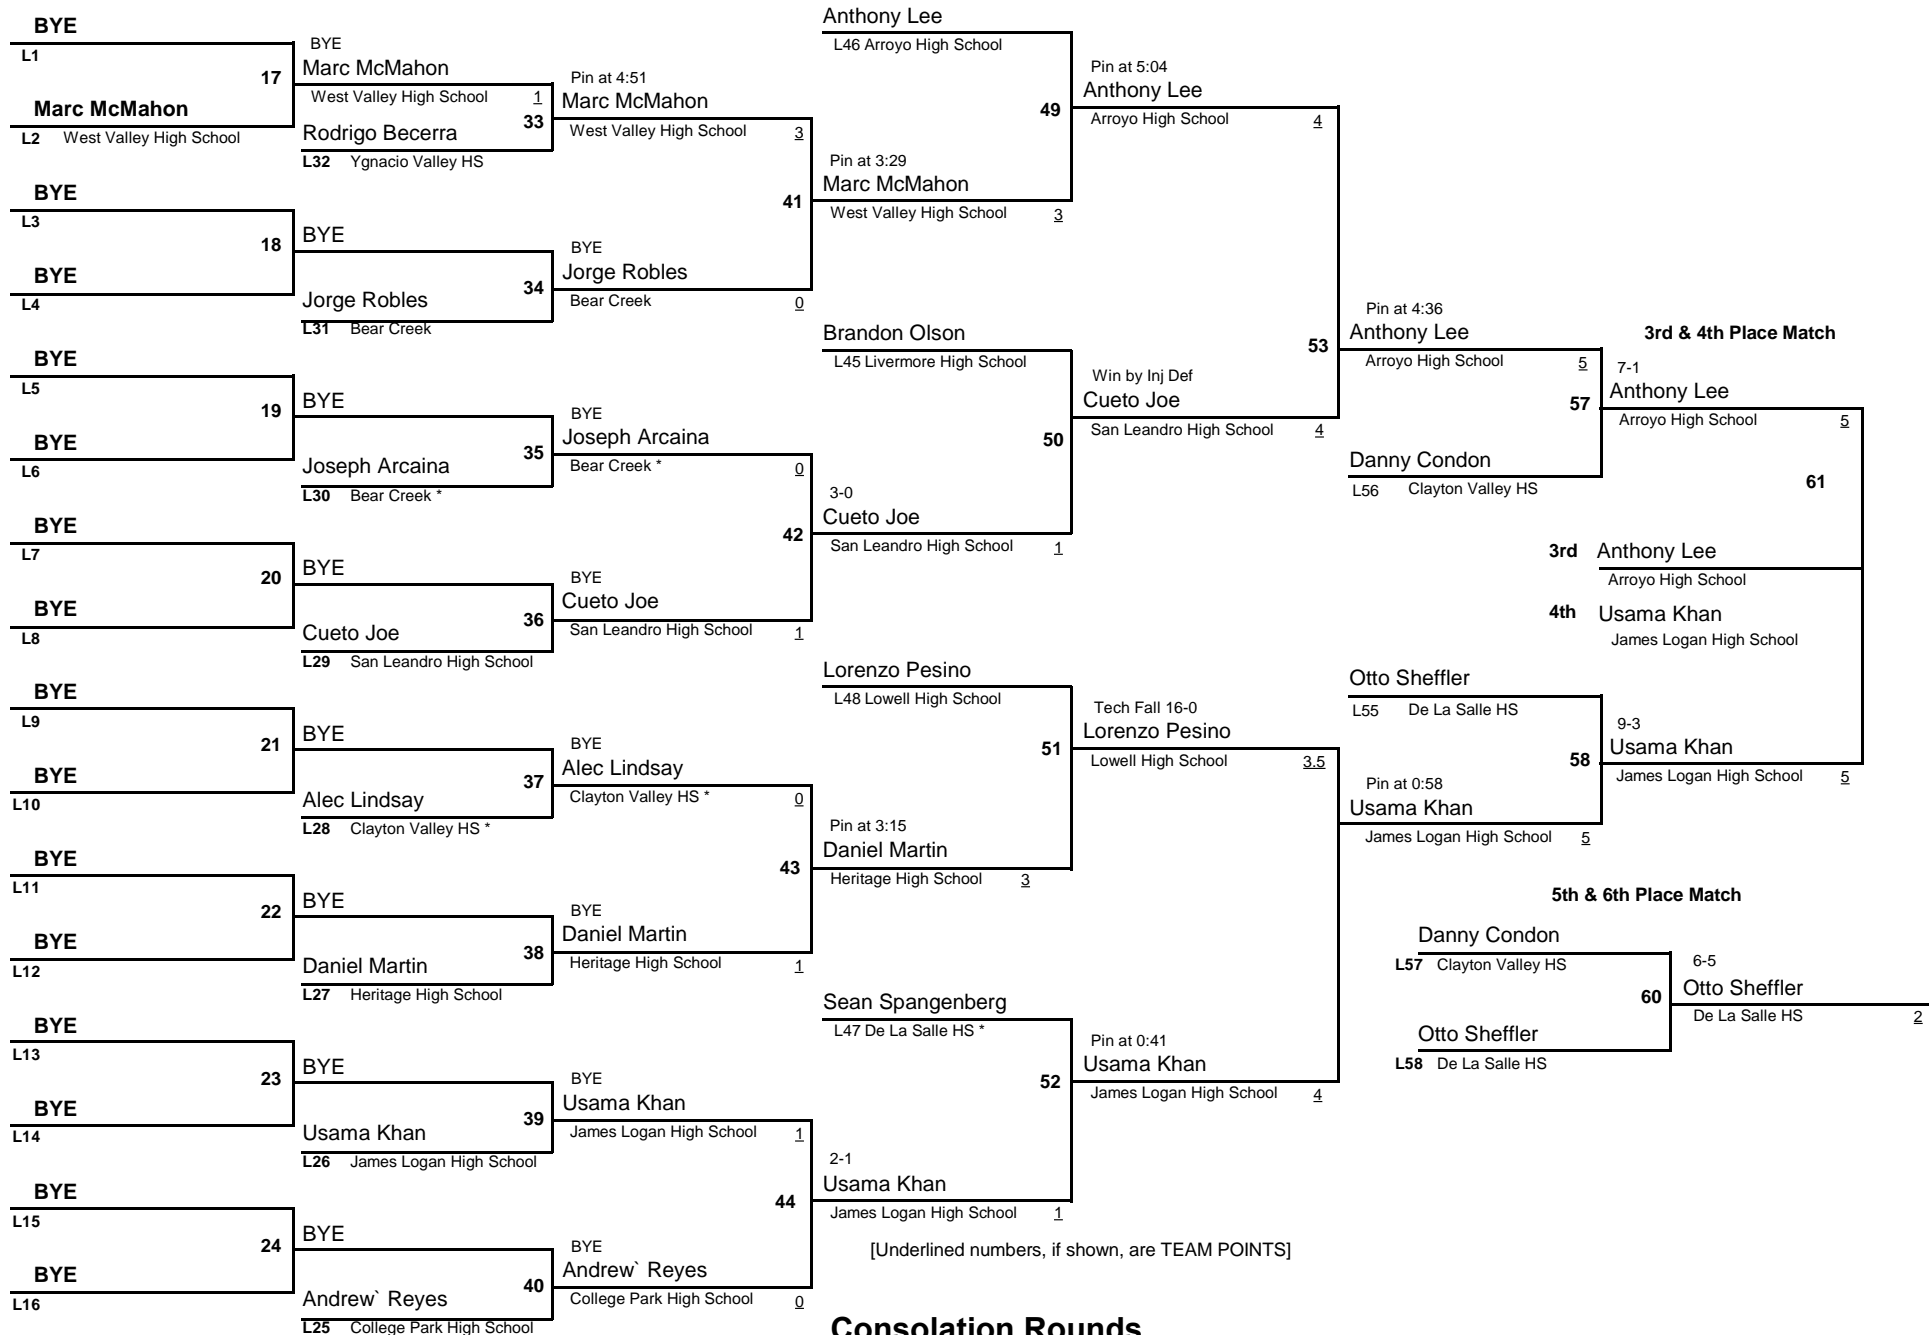 BYE
L1
17
Marc McMahon
L2 West Valley High School
BYE
L3
18
BYE
L4
BYE
L5
19
BYE
L6
BYE
L7
20
BYE
L8
BYE
L9
21
BYE
L10
BYE
L11
22
BYE
L12
BYE
L13
23
BYE
L14
BYE
L15
24
BYE
L16
BYE
Marc McMahon
West Valley High School 1
33
Rodrigo Becerra
L32 Ygnacio Valley HS
BYE
34
Jorge Robles
L31 Bear Creek
BYE
35
Joseph Arcaina
L30 Bear Creek *
BYE
36
Cueto Joe
L29 San Leandro High School
BYE
37
Alec Lindsay
L28 Clayton Valley HS *
BYE
38
Daniel Martin
L27 Heritage High School
BYE
39
Usama Khan
L26 James Logan High School
BYE
40
Andrew` Reyes
L25 College Park High School
Pin at 4:51
Marc McMahon
West Valley High School 3
41
BYE
Jorge Robles
Bear Creek 0
BYE
Joseph Arcaina
Bear Creek * 0
42
BYE
Cueto Joe
San Leandro High School 1
BYE
Alec Lindsay
Clayton Valley HS * 0
43
BYE
Daniel Martin
Heritage High School 1
BYE
Usama Khan
James Logan High School 1
44
BYE
Andrew` Reyes
College Park High School 0
Anthony Lee
L46 Arroyo High School
49
Pin at 3:29
Marc McMahon
West Valley High School 3
Brandon Olson
L45 Livermore High School
50
3-0
Cueto Joe
San Leandro High School 1
Lorenzo Pesino
L48 Lowell High School
51
Pin at 3:15
Daniel Martin
Heritage High School 3
Sean Spangenberg
L47 De La Salle HS *
52
2-1
Usama Khan
James Logan High School 1
[Underlined numbers, if shown, are TEAM POINTS]
Consolation Rounds
Pin at 5:04
Anthony Lee
Arroyo High School 4
53
Win by Inj Def
Cueto Joe
San Leandro High School 4
Tech Fall 16-0
Lorenzo Pesino
Lowell High School 3.5
Pin at 0:41
Usama Khan
James Logan High School 4
Pin at 4:36
Anthony Lee
Arroyo High School 5
57
Danny Condon
L56 Clayton Valley HS
Otto Sheffler
L55 De La Salle HS
58
Pin at 0:58
Usama Khan
James Logan High School 5
3rd & 4th Place Match
7-1
Anthony Lee
Arroyo High School 5
61
3rd Anthony Lee
Arroyo High School
4th Usama Khan
James Logan High School
9-3
Usama Khan
James Logan High School 5
5th & 6th Place Match
Danny Condon
L57 Clayton Valley HS
60
Otto Sheffler
L58 De La Salle HS
6-5
Otto Sheffler
De La Salle HS 2